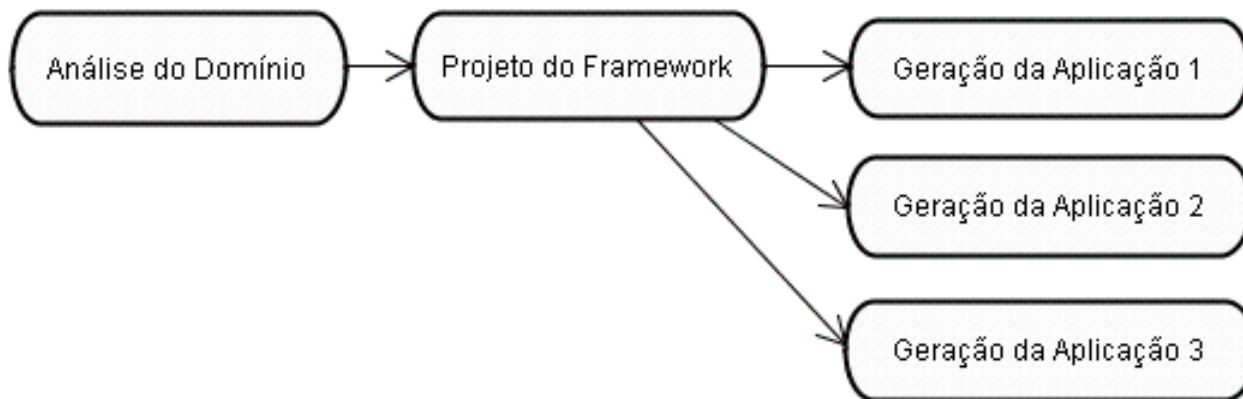 Análise do Domínio
Projeto do Framework
Geração da Aplicação 1
Geração da Aplicação 2
Geração da Aplicação 3